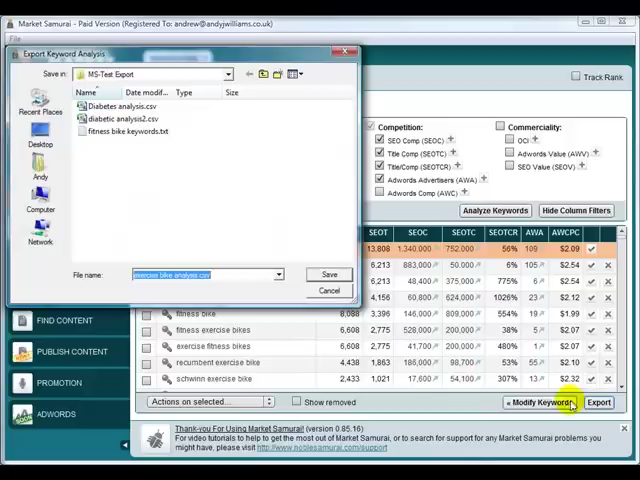 Market Samurai - Paid Version (Registered To: andrew@andyjwilliams.co.uk)
File
Export Keyword Analysis
Save in: MS-Test Export
Name Date modif... Type Size
Diabetes analysis.csv
diabetic analysis2.csv
fitness bike keywords.txt
Recent Places
Desktop
Andy
Computer
Network
File name: exercise bike analysis.csv
Save
Cancel
Track Rank
Competition: Commerciality:
SEO Comp (SEOC) OCI
Title Comp (SEOTC) Adwords Value (AWV)
Title/Comp (SEOTCR) SEO Value (SEOV)
Adwords Advertisers (AWA)
Adwords Comp (AWC)
Analyze Keywords Hide Column Filters
SEOT SEOC SEOTC SEOTCR AWA AWCPC
13,808 1,340,000 752,000 56% 109 $2.09
6,213 883,000 50,000 6% 105 $2.54
6,213 48,400 375,000 775% 6 $2.54
4,156 60,800 624,000 1026% 23 $2.12
fitness bike 8,088 3,396 146,000 809,000 554% 19 $1.99
fitness exercise bikes 6,608 2,775 528,000 202,500 38% 7 $2.07
exercise fitness bikes 6,608 2,775 41,700 200,000 480% 1 $2.07
recumbent exercise bike 4,438 1,863 186,000 98,700 53% 55 $2.10
schwinn exercise bike 2,433 1,021 17,600 54,100 307% 13 $2.32
Actions on selected... Show removed « Modify Keywords Export
FIND CONTENT
PUBLISH CONTENT
PROMOTION
ADWORDS
Thank-you For Using Market Samurai! (version 0.85.16)
For video tutorials to help to get the most out of Market Samurai, or to search for support for any Market Samurai problems you
might have, please visit http://www.noblesamurai.com/support